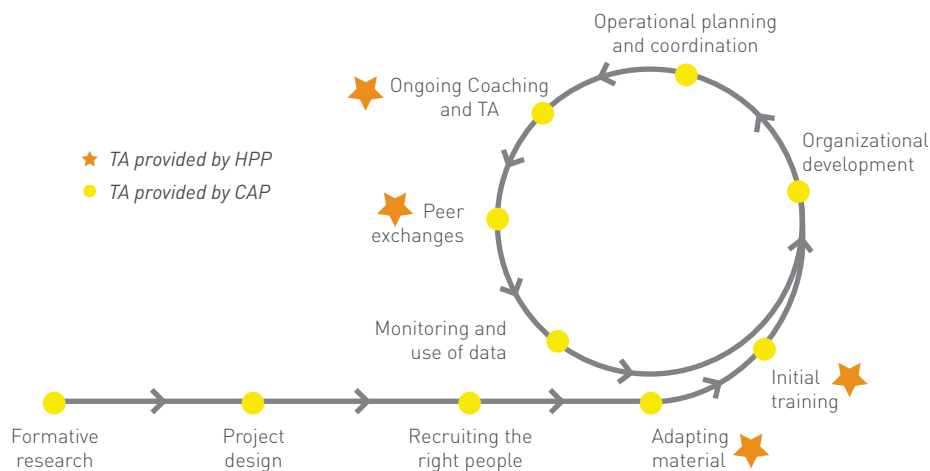 Operational planning
and coordination
Ongoing Coaching
and TA
Organizational
development
TA provided by HPP
TA provided by CAP
Peer
exchanges
Monitoring and
use of data
Initial
training
Formative
research
Project
design
Recruiting the
right people
Adapting
material